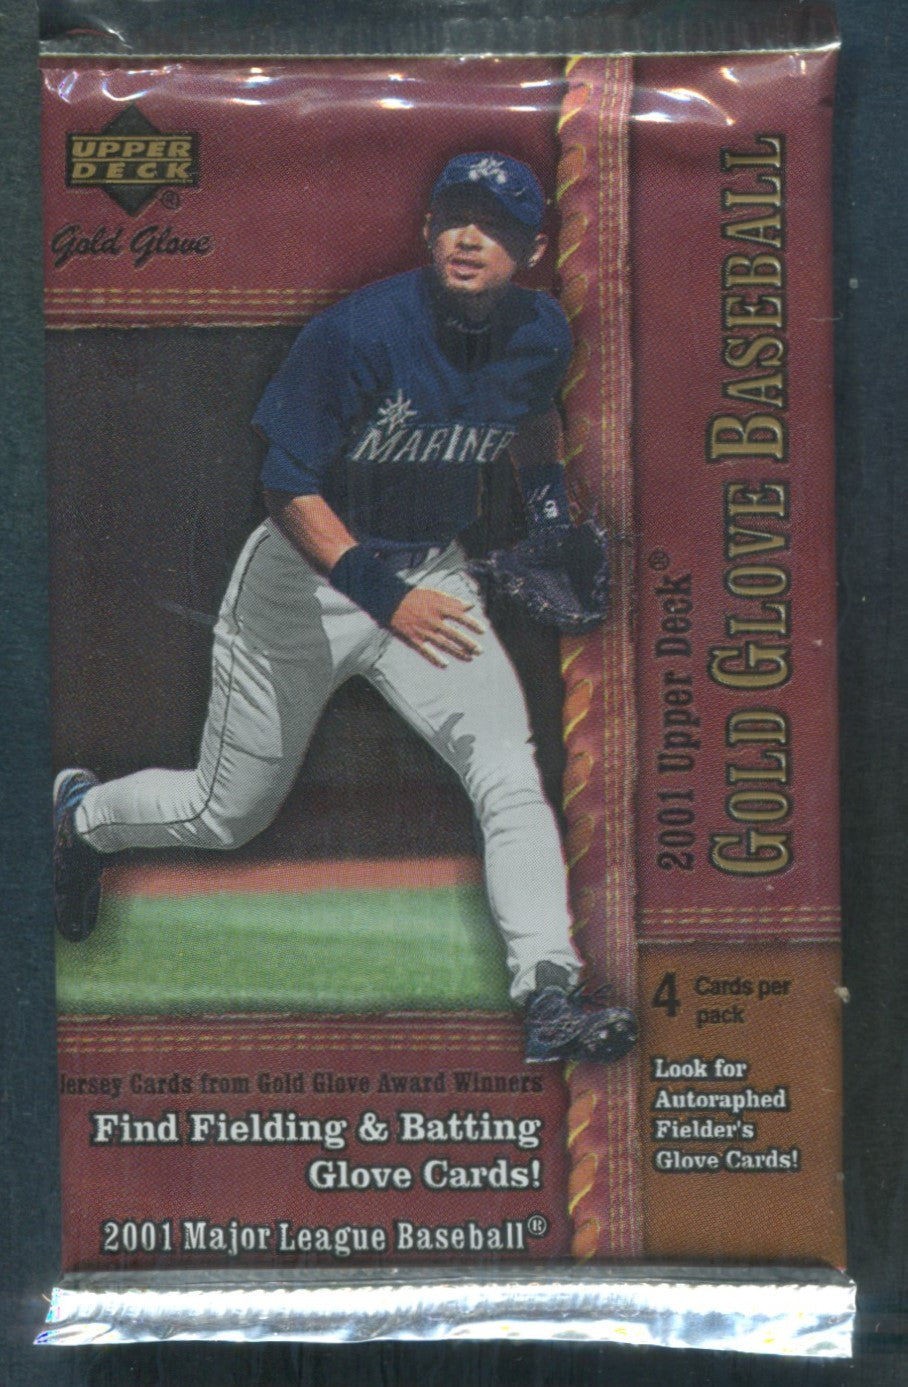 UPPER
DECK
®
Gold Glove
MARINER
2001 Upper Deck®
GOLD GLOVE BASEBALL
4 Cards per
pack
Look for
Autoraphed
Fielder's
Glove Cards!
Jersey Cards from Gold Glove Award Winners
Find Fielding & Batting
Glove Cards!
2001 Major League Baseball®